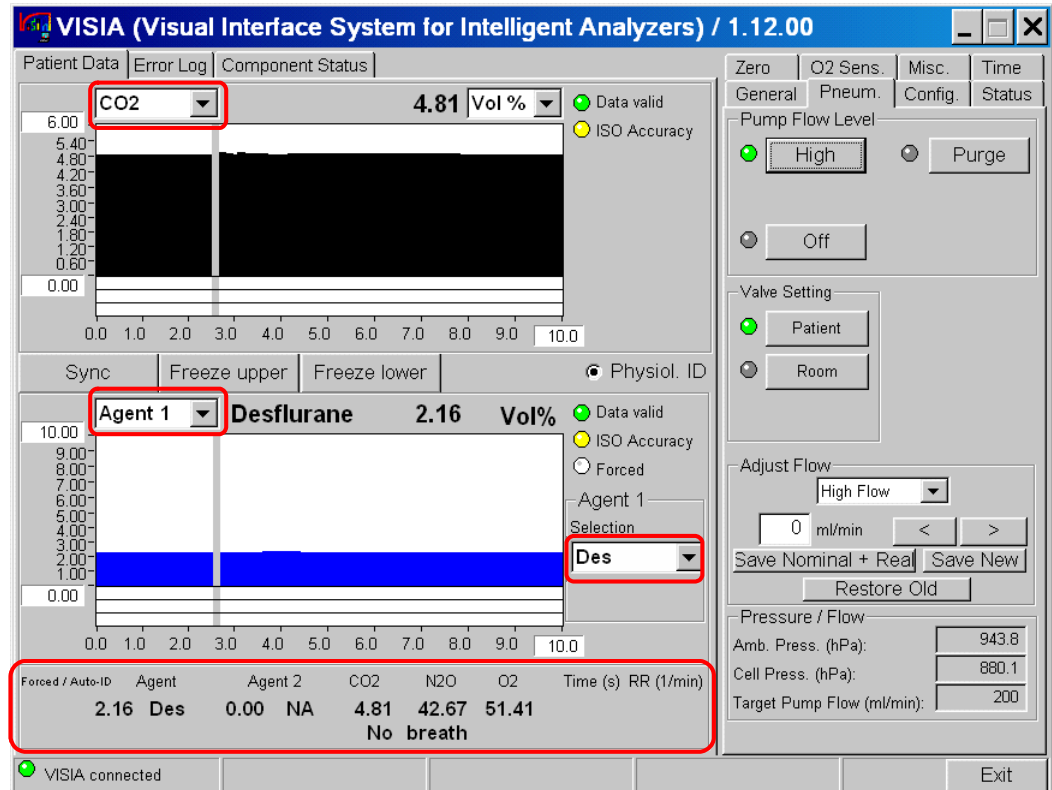 VISIA (Visual Interface System for Intelligent Analyzers) / 1.12.00
Patient Data Error Log Component Status
CO2 4.81 Vol %
Data valid
ISO Accuracy
6.00
5.40
4.80
4.20
3.60
3.00
2.40
1.80
1.20
0.60
0.00
0.0 1.0 2.0 3.0 4.0 5.0 6.0 7.0 8.0 9.0 10.0
Sync Freeze upper Freeze lower Physiol. ID
Agent 1 Desflurane 2.16 Vol%
Data valid
ISO Accuracy
Forced
Agent 1
Selection
Des
10.00
9.00
8.00
7.00
6.00
5.00
4.00
3.00
2.00
1.00
0.00
0.0 1.0 2.0 3.0 4.0 5.0 6.0 7.0 8.0 9.0 10.0
Forced / Auto-ID Agent Agent 2 CO2 N2O O2 Time (s) RR (1/min)
2.16 Des 0.00 NA 4.81 42.67 51.41
No breath
Zero O2 Sens. Misc. Time
General Pneum. Config. Status
Pump Flow Level
High Purge
Off
Valve Setting
Patient
Room
Adjust Flow
High Flow
0 ml/min < >
Save Nominal + Real Save New
Restore Old
Pressure / Flow
Amb. Press. (hPa): 943.8
Cell Press. (hPa): 880.1
Target Pump Flow (ml/min): 200
VISIA connected Exit